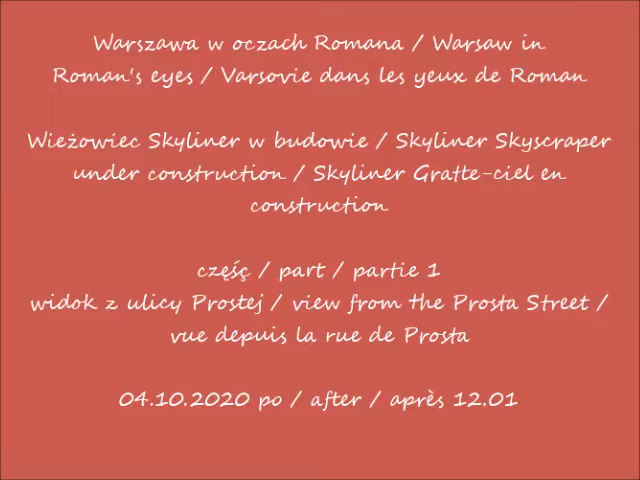 Warszawa w oczach Romana / Warsaw in
Roman's eyes / Varsovie dans les yeux de Roman
Wieżowiec Skyliner w budowie / Skyliner Skyscraper
under construction / Skyliner Gratte-ciel en
construction
częśç / part / partie 1
widok z ulicy Prostej / view from the Prosta Street /
vue depuis la rue de Prosta
04.10.2020 po / after / après 12.01